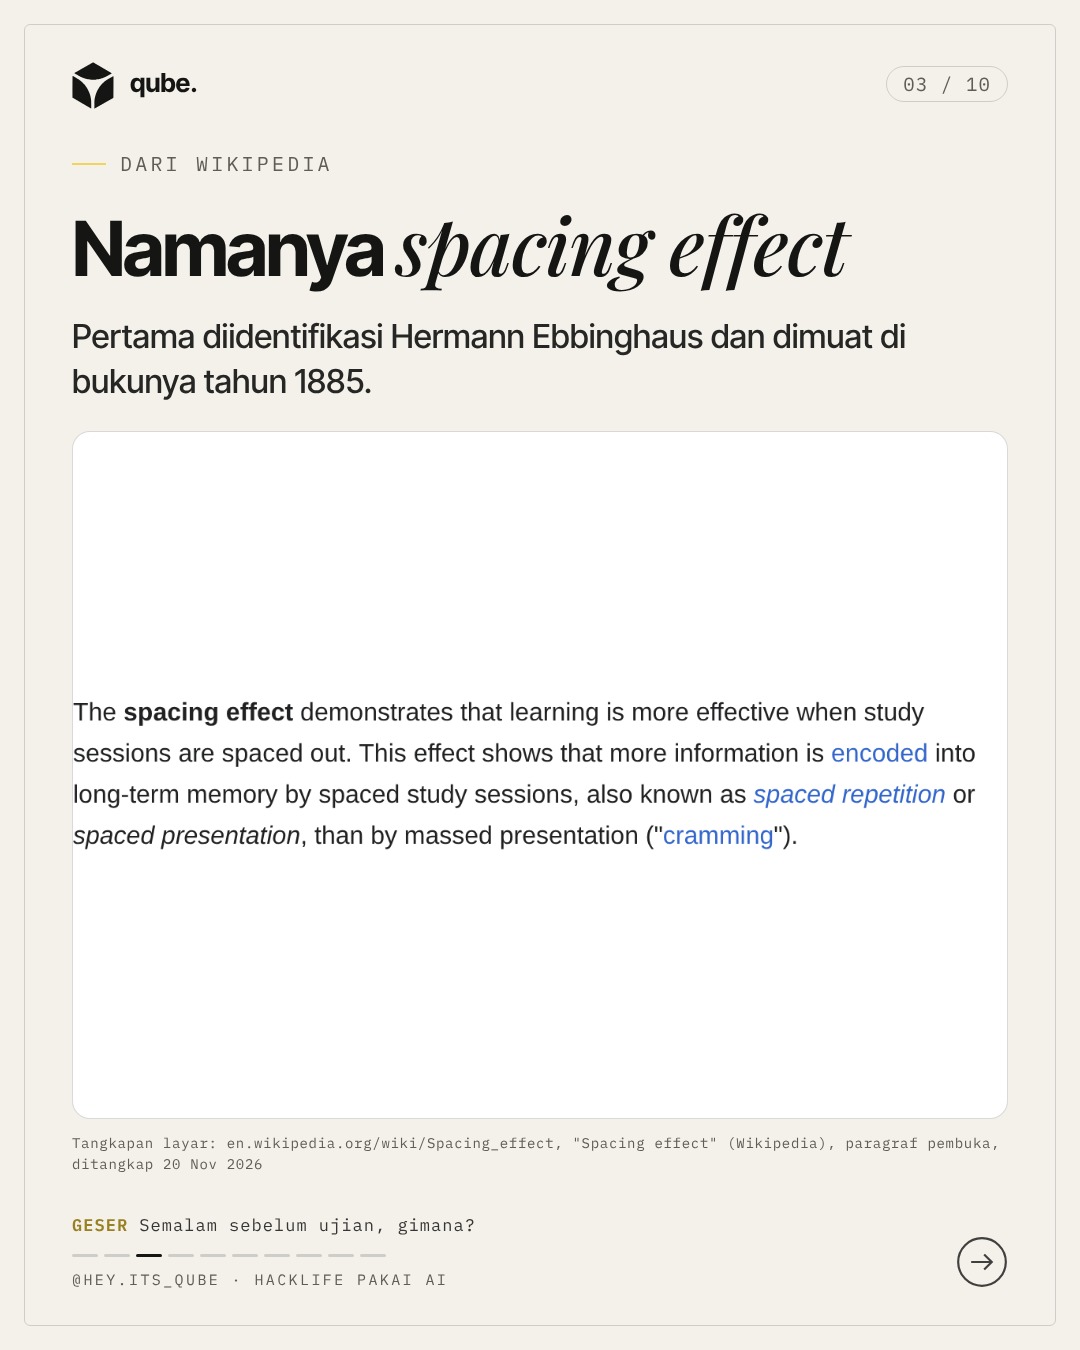 qube.
03 / 10
DARI WIKIPEDIA
Namanya spacing effect
Pertama diidentifikasi Hermann Ebbinghaus dan dimuat di
bukunya tahun 1885.
The spacing effect demonstrates that learning is more effective when study
sessions are spaced out. This effect shows that more information is encoded into
long-term memory by spaced study sessions, also known as spaced repetition or
spaced presentation, than by massed presentation ("cramming").
Tangkapan layar: en.wikipedia.org/wiki/Spacing_effect, "Spacing effect" (Wikipedia), paragraf pembuka,
ditangkap 20 Nov 2026
GESER Semalam sebelum ujian, gimana?
@HEY.ITS_QUBE · HACKLIFE PAKAI AI